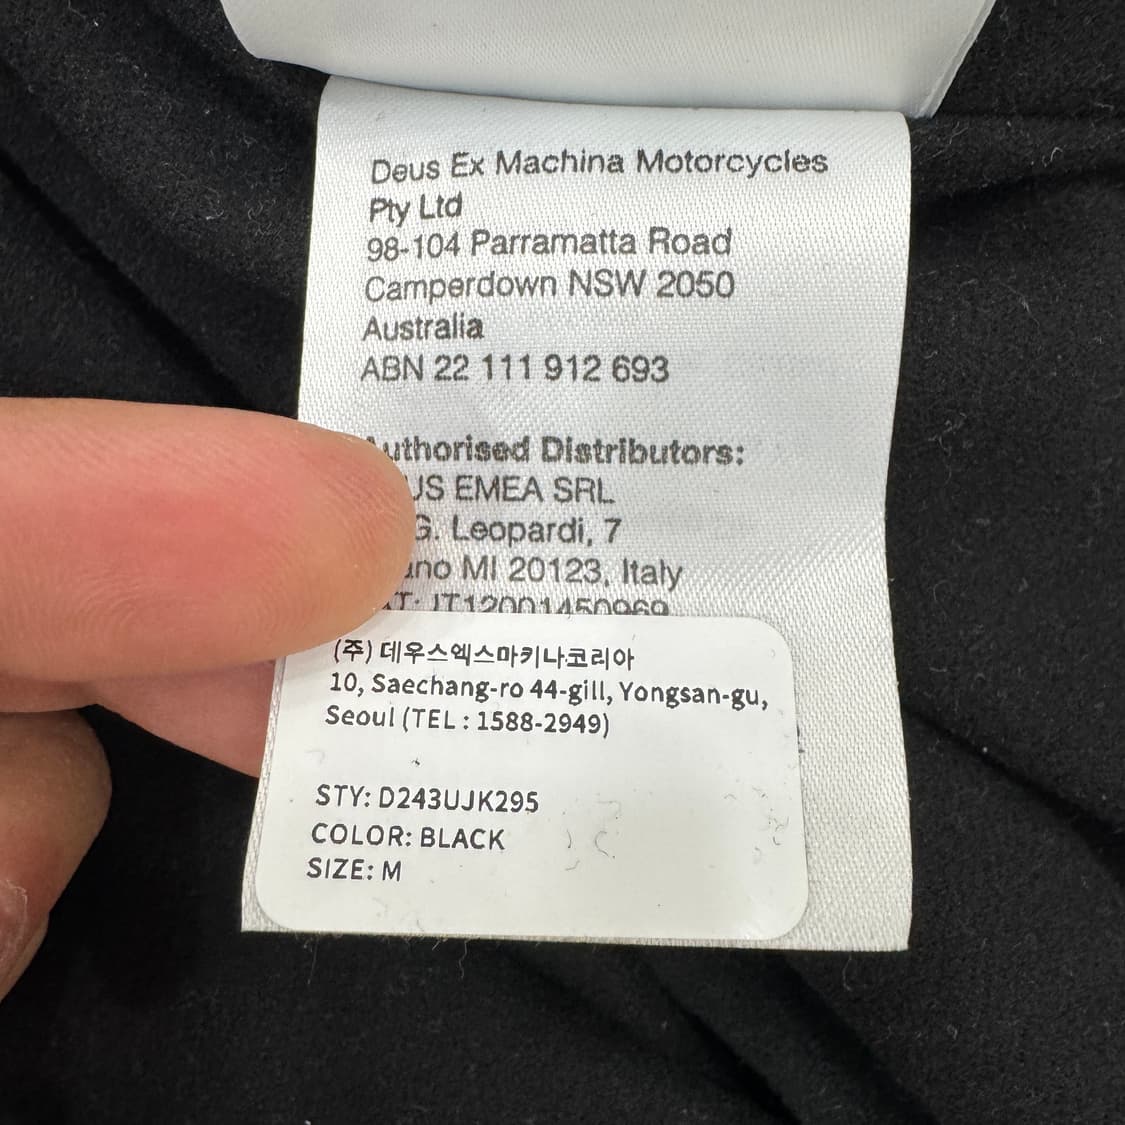 Deus Ex Machina Motorcycles
Pty Ltd
98-104 Parramatta Road
Camperdown NSW 2050
Australia
ABN 22 111 912 693
Authorised Distributors:
US EMEA SRL
G. Leopardi, 7
ano MI 20123, Italy
T: IT12001450969
(주) 데우스엑스마키나코리아
10, Saechang-ro 44-gill, Yongsan-gu,
Seoul (TEL : 1588-2949)
STY: D243UJK295
COLOR: BLACK
SIZE: M